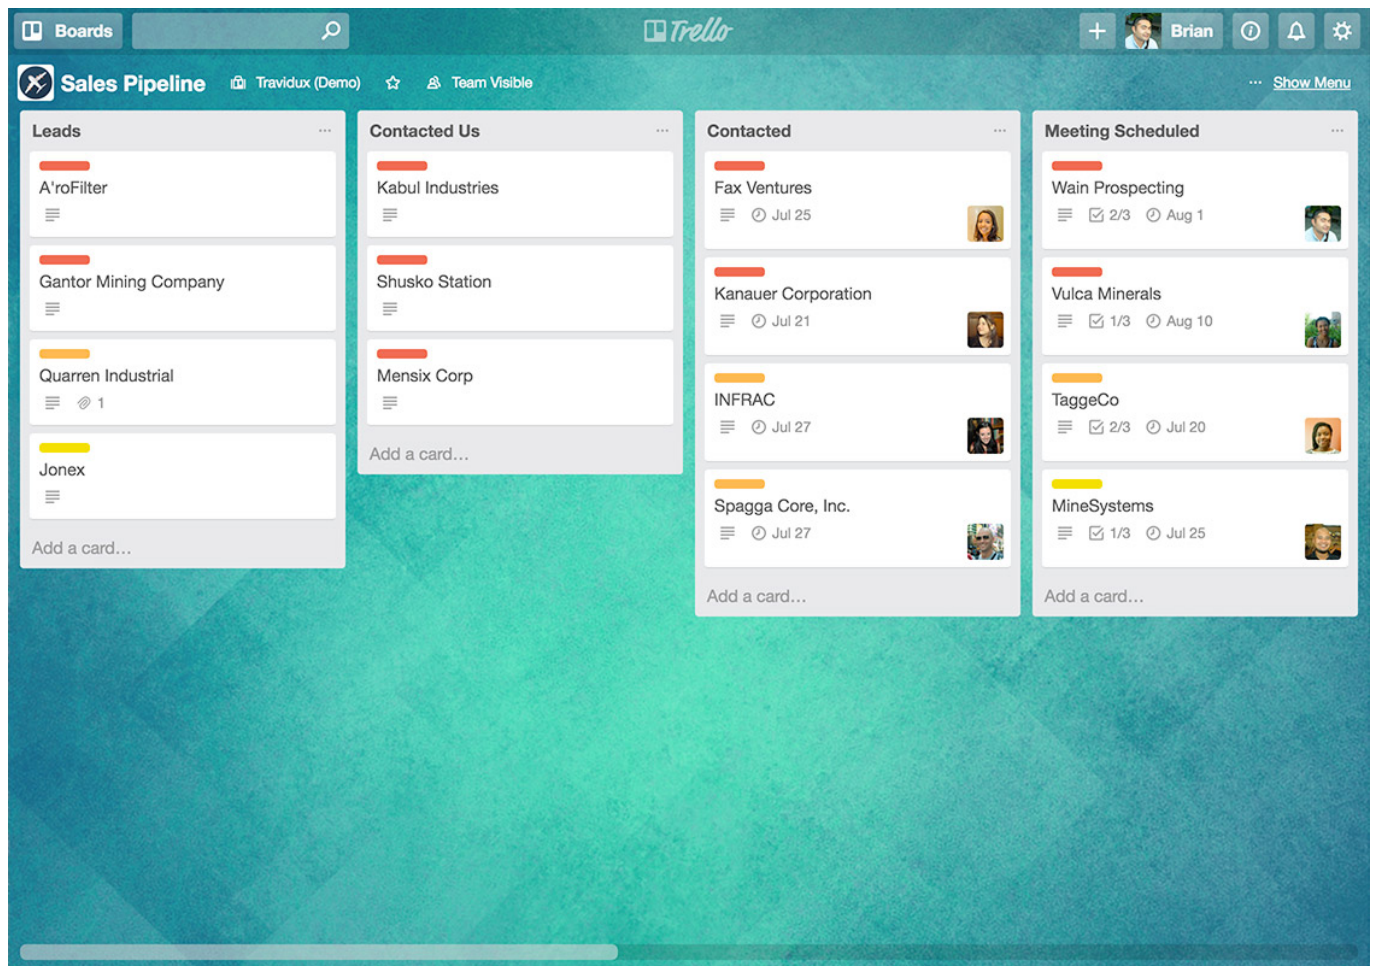 Boards
Trello
Brian
Sales Pipeline
Travidux (Demo)
Team Visible
... Show Menu
Leads
A'roFilter
Gantor Mining Company
Quarren Industrial
1
Jonex
Add a card…
Contacted Us
Kabul Industries
Shusko Station
Mensix Corp
Add a card…
Contacted
Fax Ventures
Jul 25
Kanauer Corporation
Jul 21
INFRAC
Jul 27
Spagga Core, Inc.
Jul 27
Add a card…
Meeting Scheduled
Wain Prospecting
2/3 Aug 1
Vulca Minerals
1/3 Aug 10
TaggeCo
2/3 Jul 20
MineSystems
1/3 Jul 25
Add a card…